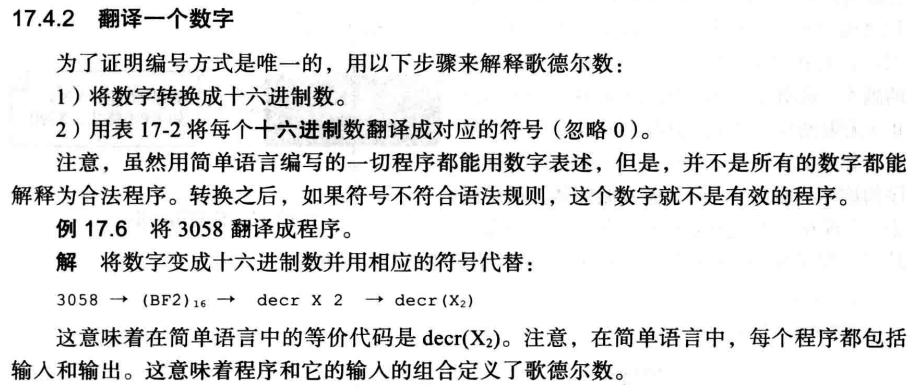 17.4.2 翻译一个数字
为了证明编号方式是唯一的，用以下步骤来解释歌德尔数：
1）将数字转换成十六进制数。
2）用表 17-2 将每个十六进制数翻译成对应的符号（忽略 0）。
注意，虽然用简单语言编写的一切程序都能用数字表述，但是，并不是所有的数字都能
解释为合法程序。转换之后，如果符号不符合语法规则，这个数字就不是有效的程序。
例 17.6 将 3058 翻译成程序。
解 将数字变成十六进制数并用相应的符号代替：
3058 → (BF2)₁₆ → decr X 2 → decr(X₂)
这意味着在简单语言中的等价代码是 decr(X₂)。注意，在简单语言中，每个程序都包括
输入和输出。这意味着程序和它的输入的组合定义了歌德尔数。